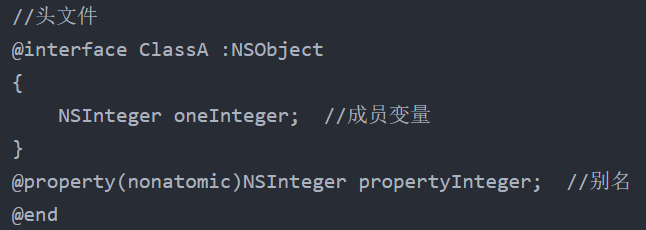 //头文件
@interface ClassA :NSObject
{
    NSInteger oneInteger;  //成员变量
}
@property(nonatomic)NSInteger propertyInteger;  //别名
@end